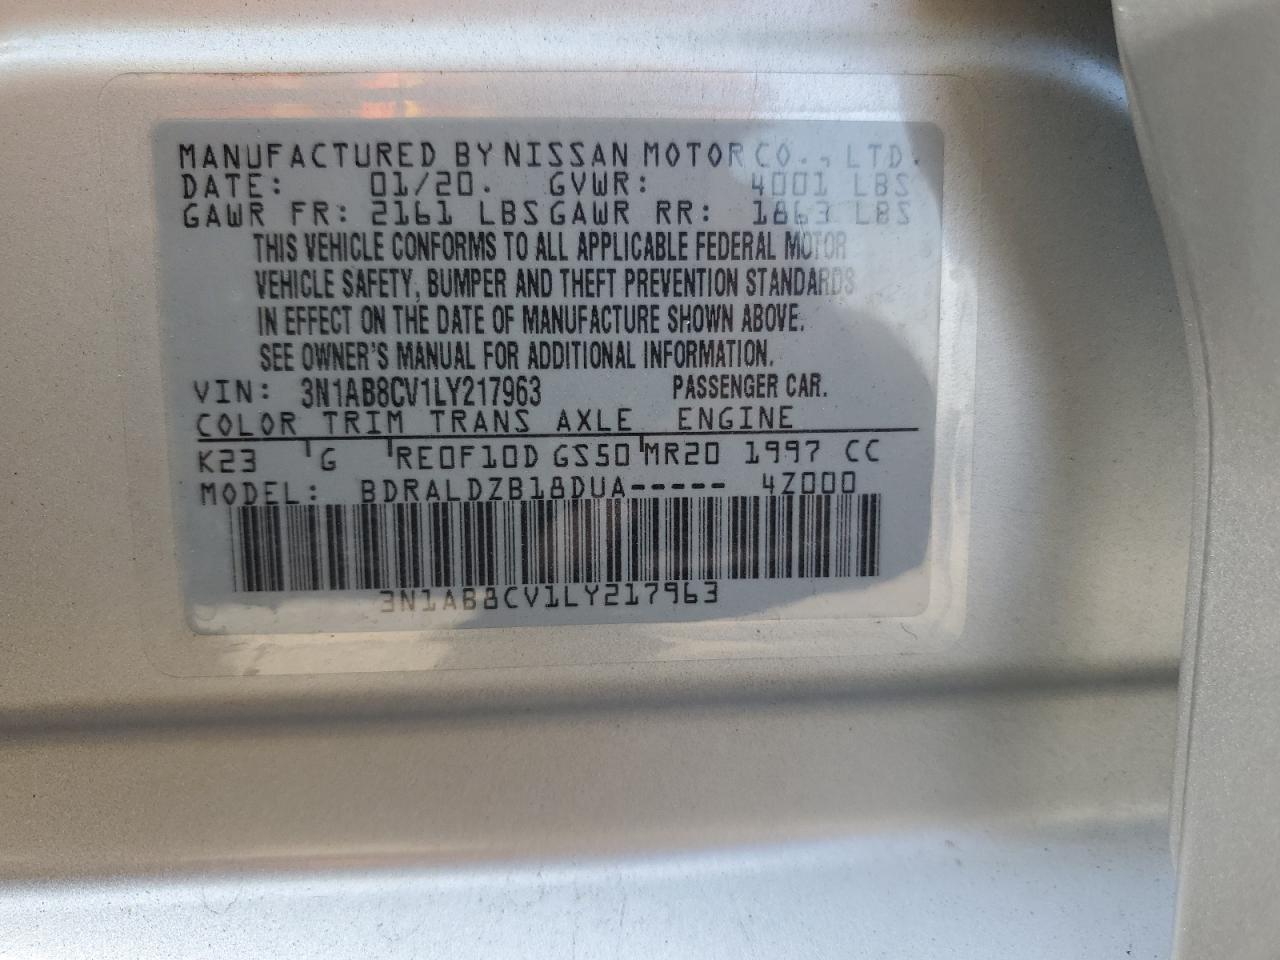 MANUFACTURED BY NISSAN MOTOR CO., LTD.
DATE: 01/20. GVWR: 4001 LBS
GAWR FR: 2161 LBS GAWR RR: 1863 LBS
THIS VEHICLE CONFORMS TO ALL APPLICABLE FEDERAL MOTOR
VEHICLE SAFETY, BUMPER AND THEFT PREVENTION STANDARDS
IN EFFECT ON THE DATE OF MANUFACTURE SHOWN ABOVE.
SEE OWNER'S MANUAL FOR ADDITIONAL INFORMATION.
VIN: 3N1AB8CV1LY217963 PASSENGER CAR.
COLOR TRIM TRANS AXLE ENGINE
K23 G RE0F10D GS50 MR20 1997 CC
MODEL: BDRALDZB18DUA----- 4Z000
3N1AB8CV1LY217963